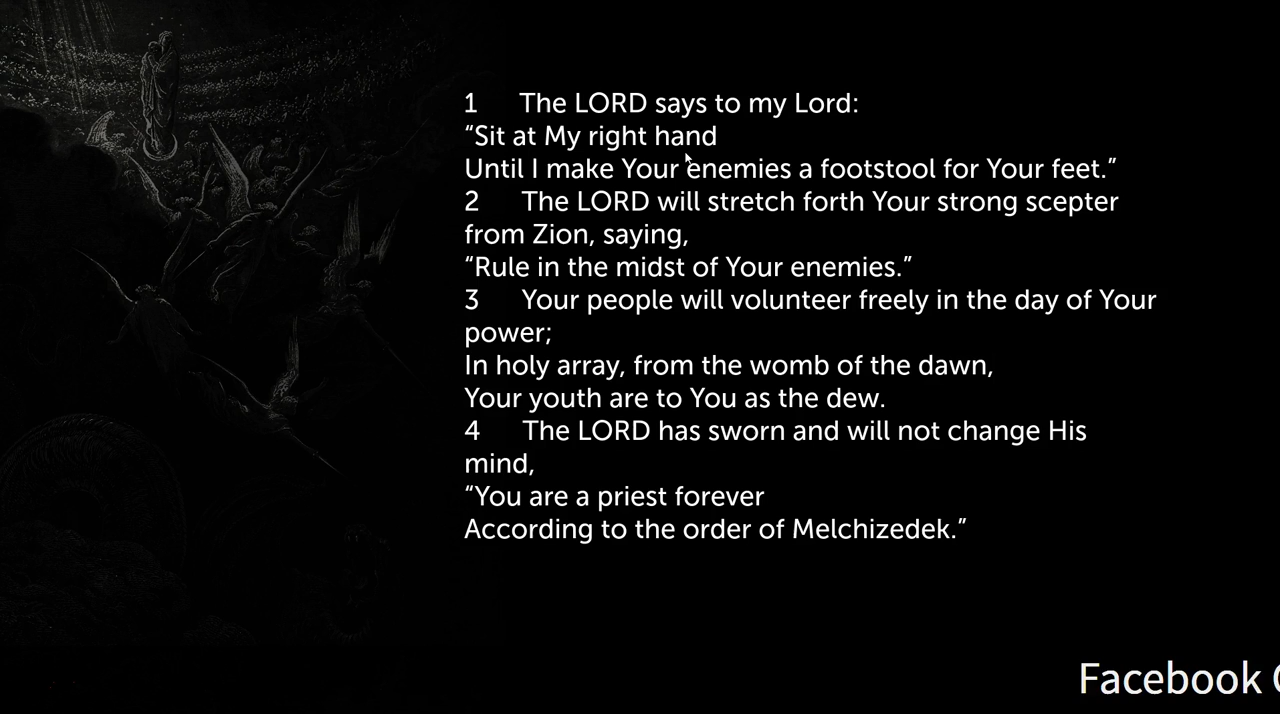 1 The LORD says to my Lord:
“Sit at My right hand
Until I make Your enemies a footstool for Your feet.”
2 The LORD will stretch forth Your strong scepter
from Zion, saying,
“Rule in the midst of Your enemies.”
3 Your people will volunteer freely in the day of Your
power;
In holy array, from the womb of the dawn,
Your youth are to You as the dew.
4 The LORD has sworn and will not change His
mind,
“You are a priest forever
According to the order of Melchizedek.”
Facebook